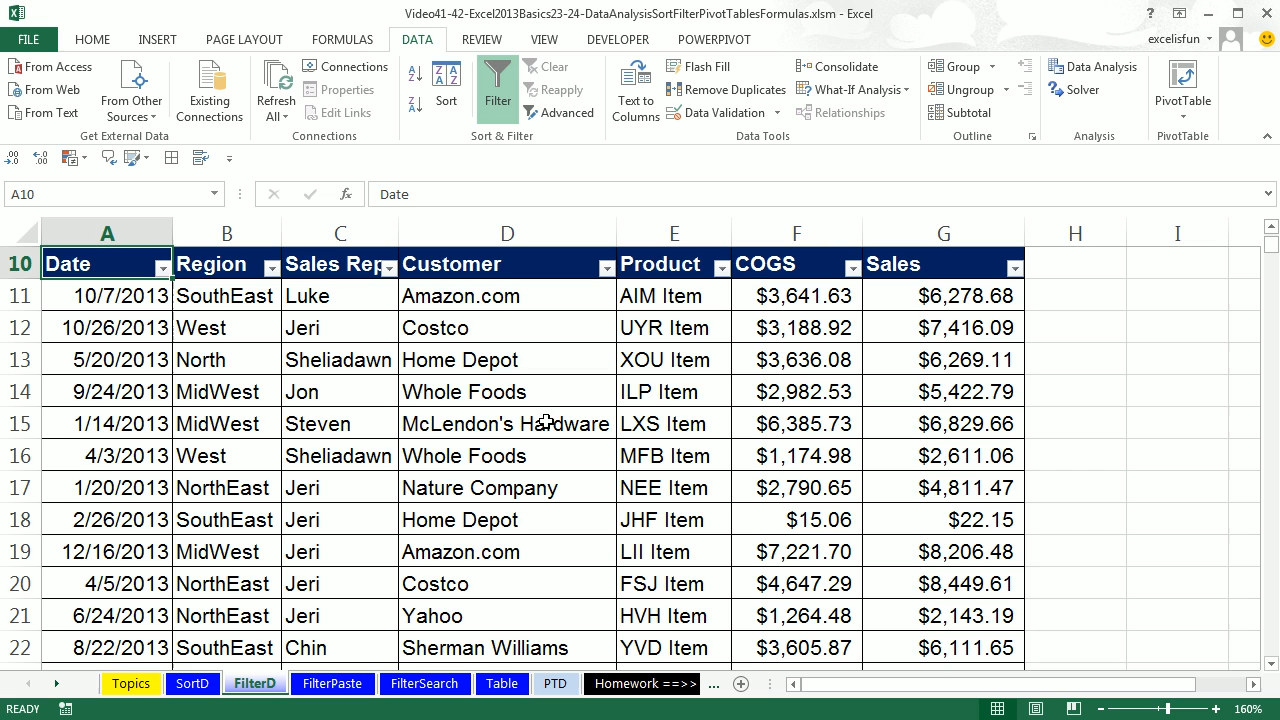 Video41-42-Excel2013Basics23-24-DataAnalysisSortFilterPivotTablesFormulas.xlsm - Excel
FILE HOME INSERT PAGE LAYOUT FORMULAS DATA REVIEW VIEW DEVELOPER POWERPIVOT excelisfun
From Access
From Web
From Text
From Other Sources
Existing Connections
Get External Data
Refresh All
Connections
Properties
Edit Links
Connections
Sort
Filter
Clear
Reapply
Advanced
Sort & Filter
Text to Columns
Flash Fill
Remove Duplicates
Data Validation
Consolidate
What-If Analysis
Relationships
Data Tools
Group
Ungroup
Subtotal
Outline
Data Analysis
Solver
Analysis
PivotTable
PivotTable
A10 fx Date
A B C D E F G H I
10 Date Region Sales Rep Customer Product COGS Sales
11 10/7/2013 SouthEast Luke Amazon.com AIM Item $3,641.63 $6,278.68
12 10/26/2013 West Jeri Costco UYR Item $3,188.92 $7,416.09
13 5/20/2013 North Sheliadawn Home Depot XOU Item $3,636.08 $6,269.11
14 9/24/2013 MidWest Jon Whole Foods ILP Item $2,982.53 $5,422.79
15 1/14/2013 MidWest Steven McLendon's Hardware LXS Item $6,385.73 $6,829.66
16 4/3/2013 West Sheliadawn Whole Foods MFB Item $1,174.98 $2,611.06
17 1/20/2013 NorthEast Jeri Nature Company NEE Item $2,790.65 $4,811.47
18 2/26/2013 SouthEast Jeri Home Depot JHF Item $15.06 $22.15
19 12/16/2013 MidWest Jeri Amazon.com LII Item $7,221.70 $8,206.48
20 4/5/2013 NorthEast Jeri Costco FSJ Item $4,647.29 $8,449.61
21 6/24/2013 NorthEast Jeri Yahoo HVH Item $1,264.48 $2,143.19
22 8/22/2013 SouthEast Chin Sherman Williams YVD Item $3,605.87 $6,111.65
Topics SortD FilterD FilterPaste FilterSearch Table PTD Homework ==>> ...
READY 160%